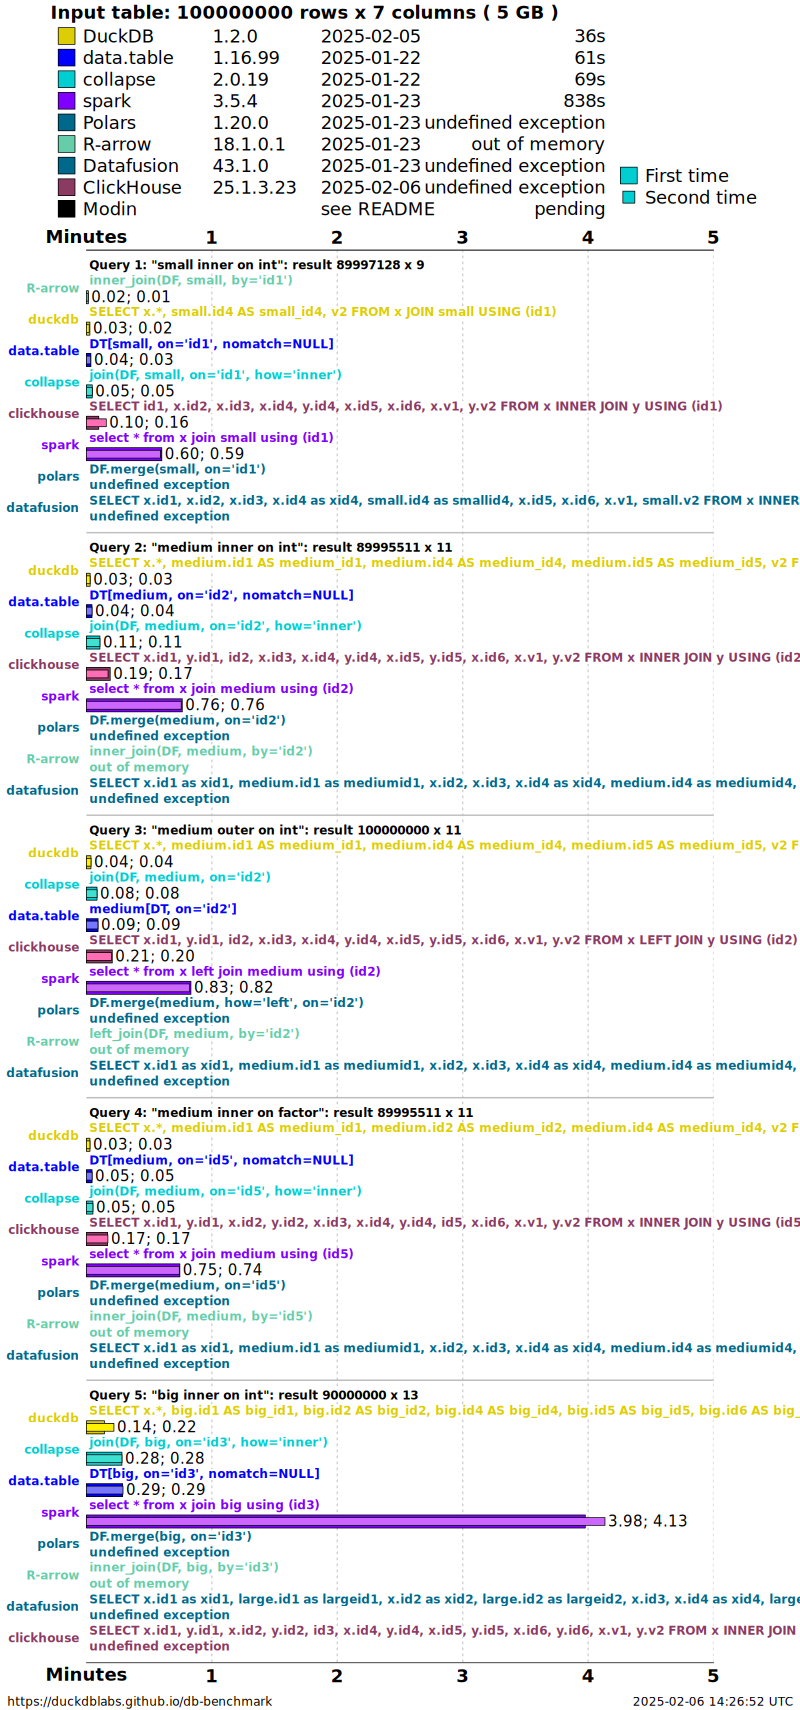 Input table: 100000000 rows x 7 columns ( 5 GB )
DuckDB 1.2.0 2025-02-05 36s
data.table 1.16.99 2025-01-22 61s
collapse 2.0.19 2025-01-22 69s
spark 3.5.4 2025-01-23 838s
Polars 1.20.0 2025-01-23 undefined exception
R-arrow 18.1.0.1 2025-01-23 out of memory
Datafusion 43.1.0 2025-01-23 undefined exception
ClickHouse 25.1.3.23 2025-02-06 undefined exception
Modin see README pending
First time
Second time
Minutes 1 2 3 4 5
Query 1: "small inner on int": result 89997128 x 9
inner_join(DF, small, by='id1')
R-arrow
0.02; 0.01
SELECT x.*, small.id4 AS small_id4, v2 FROM x JOIN small USING (id1)
duckdb
0.03; 0.02
DT[small, on='id1', nomatch=NULL]
data.table
0.04; 0.03
join(DF, small, on='id1', how='inner')
collapse
0.05; 0.05
SELECT id1, x.id2, x.id3, x.id4, y.id4, x.id5, x.id6, x.v1, y.v2 FROM x INNER JOIN y USING (id1)
clickhouse
0.10; 0.16
select * from x join small using (id1)
spark
0.60; 0.59
DF.merge(small, on='id1')
polars
undefined exception
SELECT x.id1, x.id2, x.id3, x.id4 as xid4, small.id4 as smallid4, x.id5, x.id6, x.v1, small.v2 FROM x INNER
datafusion
undefined exception
Query 2: "medium inner on int": result 89995511 x 11
SELECT x.*, medium.id1 AS medium_id1, medium.id4 AS medium_id4, medium.id5 AS medium_id5, v2 F
duckdb
0.03; 0.03
DT[medium, on='id2', nomatch=NULL]
data.table
0.04; 0.04
join(DF, medium, on='id2', how='inner')
collapse
0.11; 0.11
SELECT x.id1, y.id1, id2, x.id3, x.id4, y.id4, x.id5, y.id5, x.id6, x.v1, y.v2 FROM x INNER JOIN y USING (id2
clickhouse
0.19; 0.17
select * from x join medium using (id2)
spark
0.76; 0.76
DF.merge(medium, on='id2')
polars
undefined exception
inner_join(DF, medium, by='id2')
R-arrow
out of memory
SELECT x.id1 as xid1, medium.id1 as mediumid1, x.id2, x.id3, x.id4 as xid4, medium.id4 as mediumid4,
datafusion
undefined exception
Query 3: "medium outer on int": result 100000000 x 11
SELECT x.*, medium.id1 AS medium_id1, medium.id4 AS medium_id4, medium.id5 AS medium_id5, v2 F
duckdb
0.04; 0.04
join(DF, medium, on='id2')
collapse
0.08; 0.08
medium[DT, on='id2']
data.table
0.09; 0.09
SELECT x.id1, y.id1, id2, x.id3, x.id4, y.id4, x.id5, y.id5, x.id6, x.v1, y.v2 FROM x LEFT JOIN y USING (id2)
clickhouse
0.21; 0.20
select * from x left join medium using (id2)
spark
0.83; 0.82
DF.merge(medium, how='left', on='id2')
polars
undefined exception
left_join(DF, medium, by='id2')
R-arrow
out of memory
SELECT x.id1 as xid1, medium.id1 as mediumid1, x.id2, x.id3, x.id4 as xid4, medium.id4 as mediumid4,
datafusion
undefined exception
Query 4: "medium inner on factor": result 89995511 x 11
SELECT x.*, medium.id1 AS medium_id1, medium.id2 AS medium_id2, medium.id4 AS medium_id4, v2 F
duckdb
0.03; 0.03
DT[medium, on='id5', nomatch=NULL]
data.table
0.05; 0.05
join(DF, medium, on='id5', how='inner')
collapse
0.05; 0.05
SELECT x.id1, y.id1, x.id2, y.id2, x.id3, x.id4, y.id4, id5, x.id6, x.v1, y.v2 FROM x INNER JOIN y USING (id5
clickhouse
0.17; 0.17
select * from x join medium using (id5)
spark
0.75; 0.74
DF.merge(medium, on='id5')
polars
undefined exception
inner_join(DF, medium, by='id5')
R-arrow
out of memory
SELECT x.id1 as xid1, medium.id1 as mediumid1, x.id2, x.id3, x.id4 as xid4, medium.id4 as mediumid4,
datafusion
undefined exception
Query 5: "big inner on int": result 90000000 x 13
SELECT x.*, big.id1 AS big_id1, big.id2 AS big_id2, big.id4 AS big_id4, big.id5 AS big_id5, big.id6 AS big_
duckdb
0.14; 0.22
join(DF, big, on='id3', how='inner')
collapse
0.28; 0.28
DT[big, on='id3', nomatch=NULL]
data.table
0.29; 0.29
select * from x join big using (id3)
spark
3.98; 4.13
DF.merge(big, on='id3')
polars
undefined exception
inner_join(DF, big, by='id3')
R-arrow
out of memory
SELECT x.id1 as xid1, large.id1 as largeid1, x.id2 as xid2, large.id2 as largeid2, x.id3, x.id4 as xid4, large
datafusion
undefined exception
SELECT x.id1, y.id1, x.id2, y.id2, id3, x.id4, y.id4, x.id5, y.id5, x.id6, y.id6, x.v1, y.v2 FROM x INNER JOIN
clickhouse
undefined exception
Minutes 1 2 3 4 5
https://duckdblabs.github.io/db-benchmark 2025-02-06 14:26:52 UTC